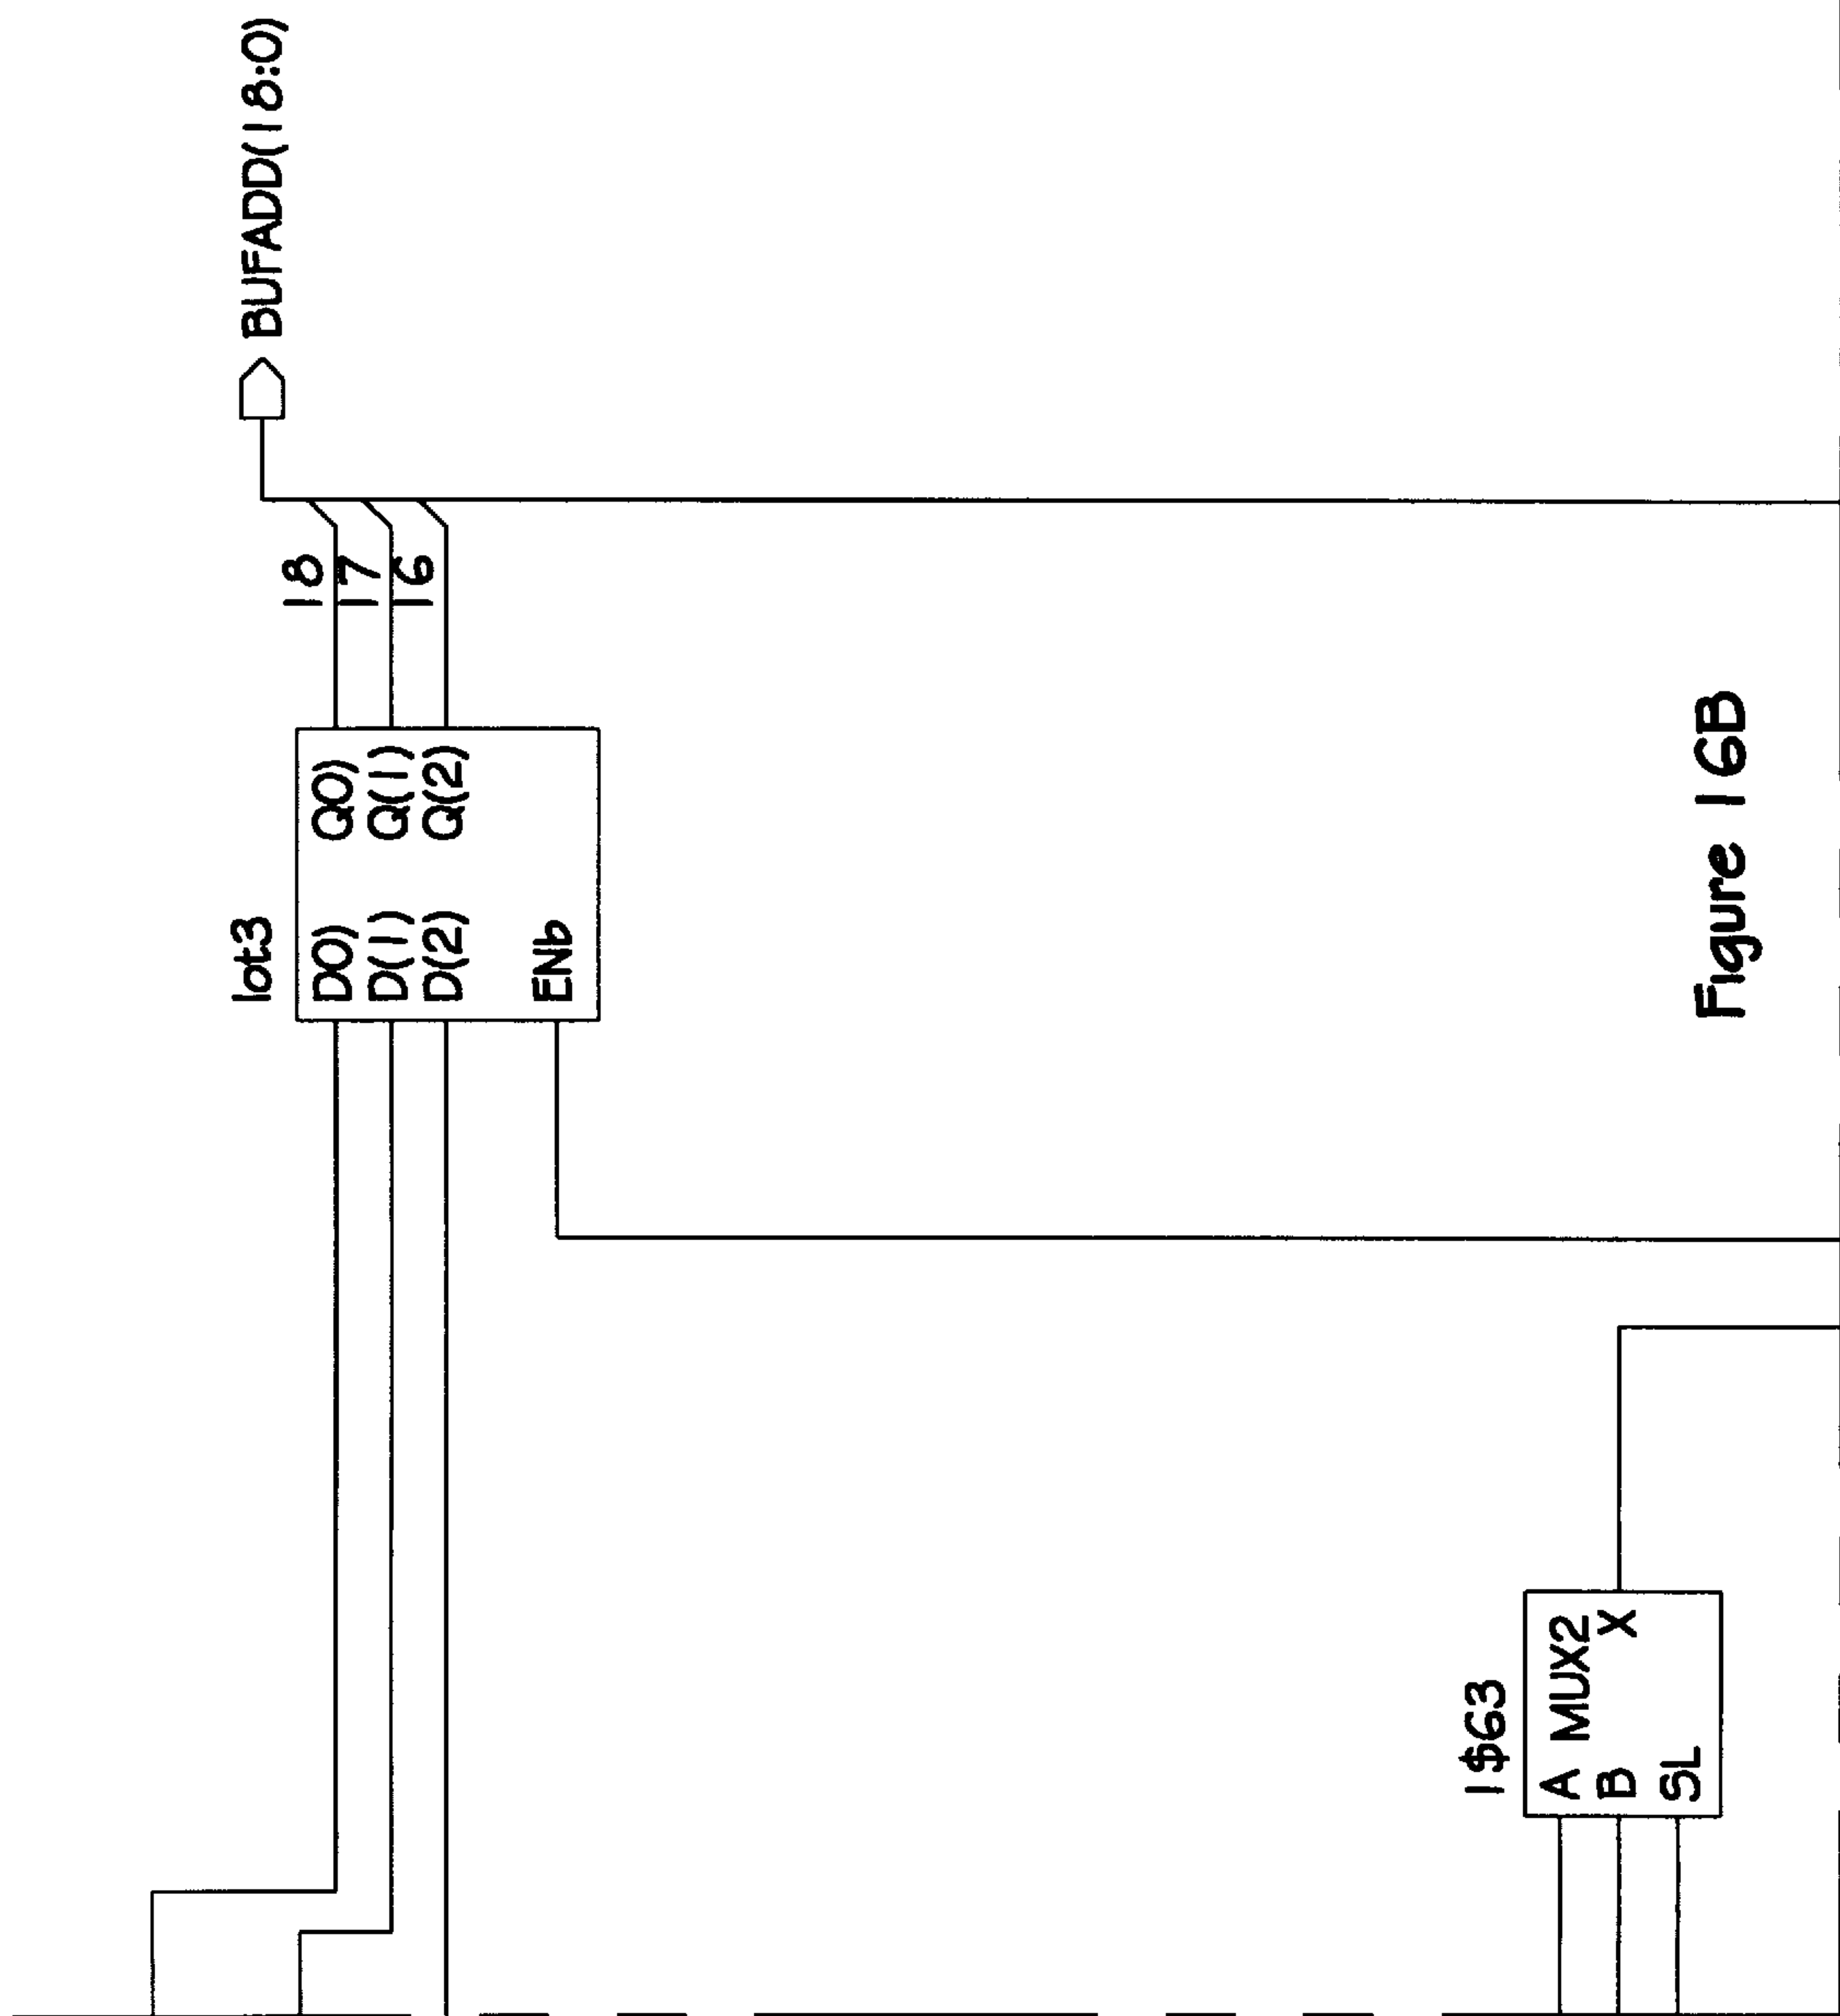 BUFADD(18:0)
lot3
18
D0) Q0)
17
D(1) Q(1)
16
D(2) Q(2)
ENb
1$63
A MUX2
B X
SL
Figure 16B